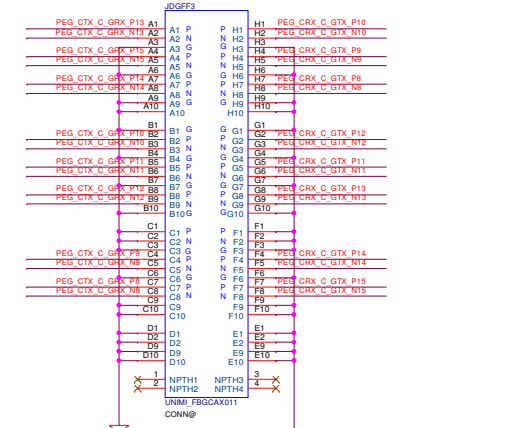 JDGFF3
PEG_CTX_C_GRX_P13 A1 A1 P P H1 H1 PEG_CRX_C_GTX_P10
PEG_CTX_C_GRX_N13 A2 A2 N N H2 H2 PEG_CRX_C_GTX_N10
A3 A3 G G H3 H3
PEG_CTX_C_GRX_P15 A4 A4 P P H4 H4 PEG_CRX_C_GTX_P9
PEG_CTX_C_GRX_N15 A5 A5 N N H5 H5 PEG_CRX_C_GTX_N9
A6 A6 G G H6 H6
PEG_CTX_C_GRX_P14 A7 A7 P P H7 H7 PEG_CRX_C_GTX_P8
PEG_CTX_C_GRX_N14 A8 A8 N N H8 H8 PEG_CRX_C_GTX_N8
A9 A9 G G H9 H9
A10 A10 H10 H10
B1 B1 G G G1 G1
PEG_CTX_C_GRX_P10 B2 B2 P P G2 G2 PEG_CRX_C_GTX_P12
PEG_CTX_C_GRX_N10 B3 B3 N N G3 G3 PEG_CRX_C_GTX_N12
B4 B4 G G G4 G4
PEG_CTX_C_GRX_P11 B5 B5 P P G5 G5 PEG_CRX_C_GTX_P11
PEG_CTX_C_GRX_N11 B6 B6 N N G6 G6 PEG_CRX_C_GTX_N11
B7 B7 G G G7 G7
PEG_CTX_C_GRX_P12 B8 B8 P P G8 G8 PEG_CRX_C_GTX_P13
PEG_CTX_C_GRX_N12 B9 B9 N N G9 G9 PEG_CRX_C_GTX_N13
B10 B10 G G G10 G10
C1 C1 P P F1 F1
C2 C2 N N F2 F2
C3 C3 G G F3 F3
PEG_CTX_C_GRX_P9 C4 C4 P P F4 F4 PEG_CRX_C_GTX_P14
PEG_CTX_C_GRX_N9 C5 C5 N N F5 F5 PEG_CRX_C_GTX_N14
C6 C6 G G F6 F6
PEG_CTX_C_GRX_P8 C7 C7 P P F7 F7 PEG_CRX_C_GTX_P15
PEG_CTX_C_GRX_N8 C8 C8 N N F8 F8 PEG_CRX_C_GTX_N15
C9 C9 F9 F9
C10 C10 F10 F10
D1 D1 E1 E1
D2 D2 E2 E2
D9 D9 E9 E9
D10 D10 E10 E10
1 NPTH1 NPTH3 3
2 NPTH2 NPTH4 4
UNIMI_FBGCAX011
CONN@